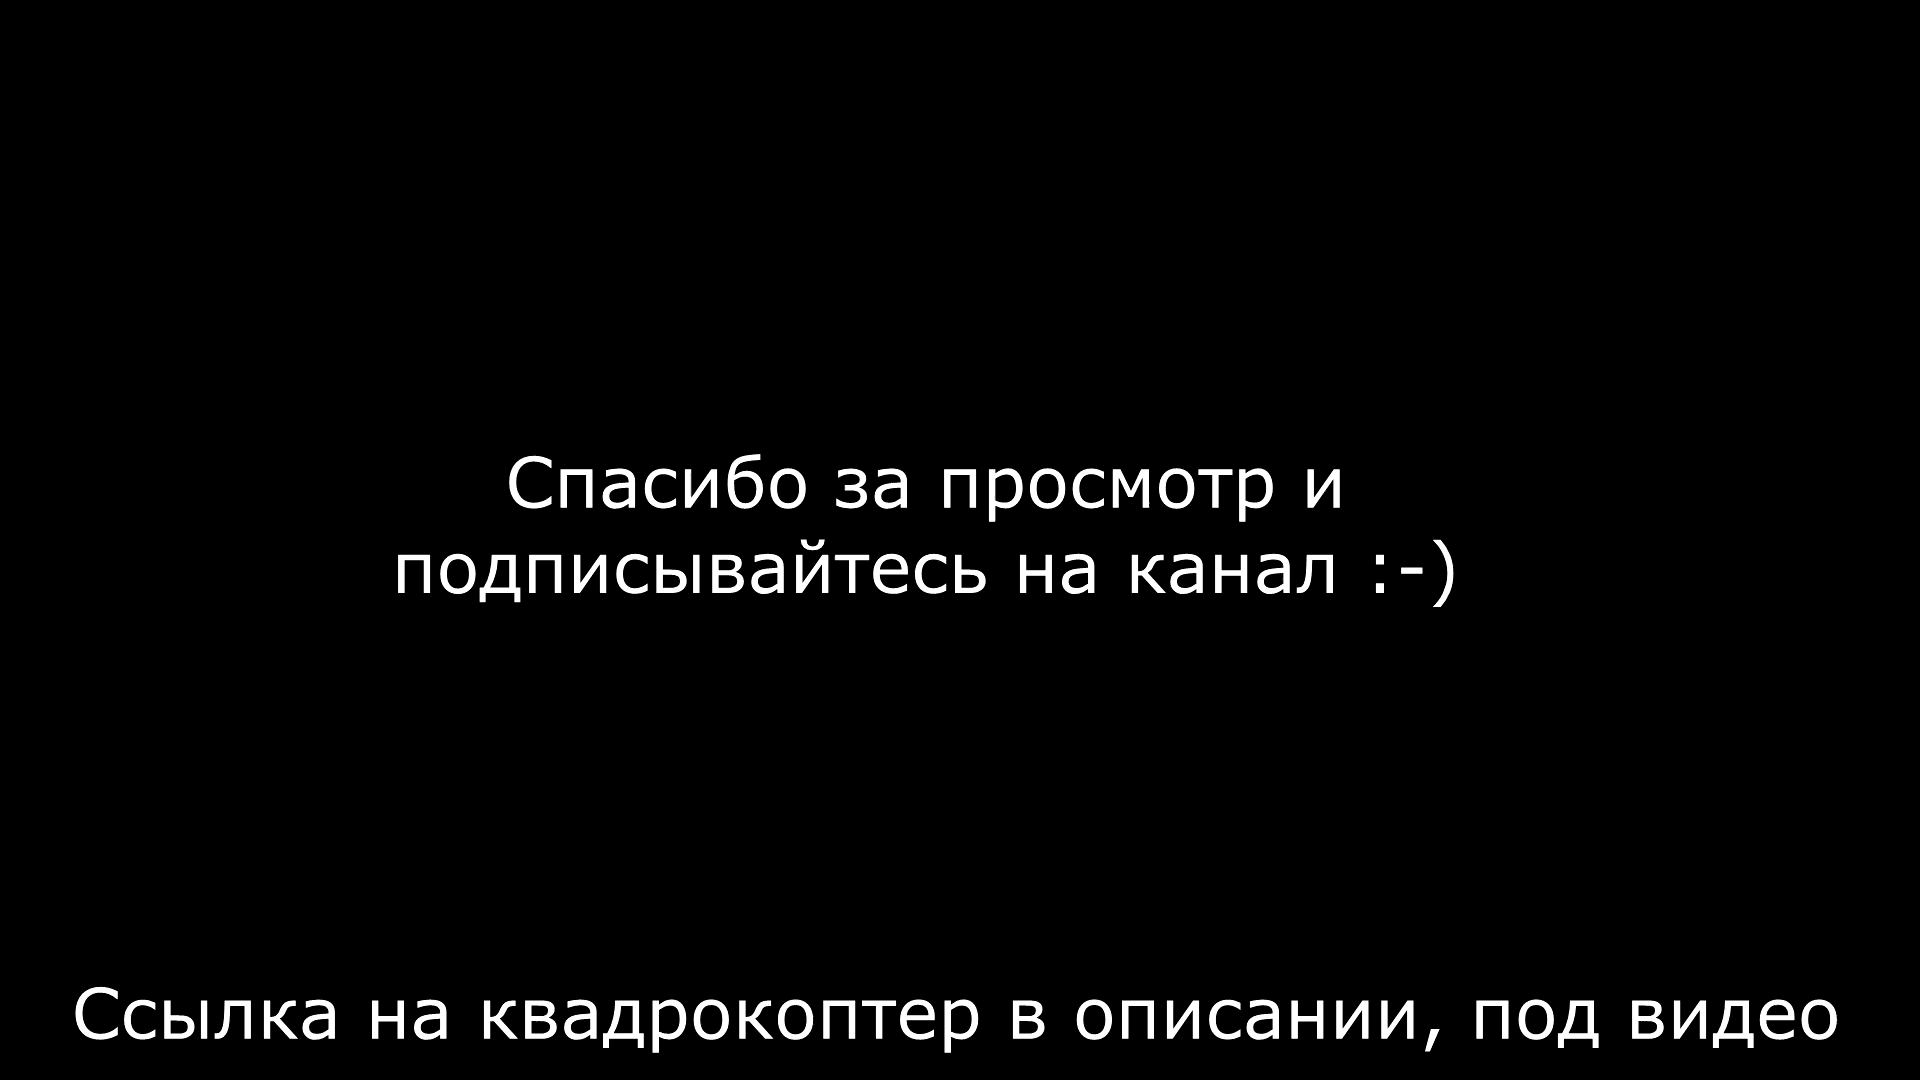 Спасибо за просмотр и
подписывайтесь на канал :-)
Ссылка на квадрокоптер в описании, под видео